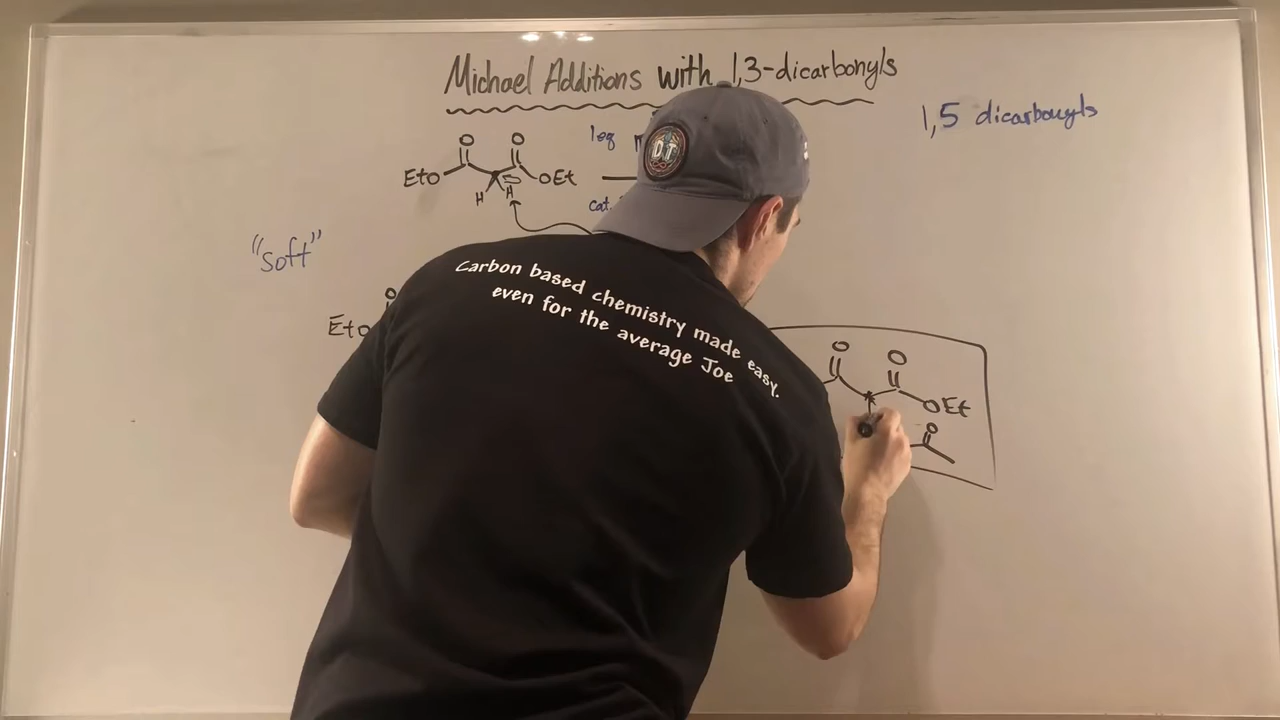 Michael Additions with 1,3-dicarbonyls
1,5 dicarbonyls
1eq
O O
EtO OEt
H H
cat.
"soft"
O
EtO
O O
OEt
O
DT
Carbon based chemistry made easy.
even for the average Joe